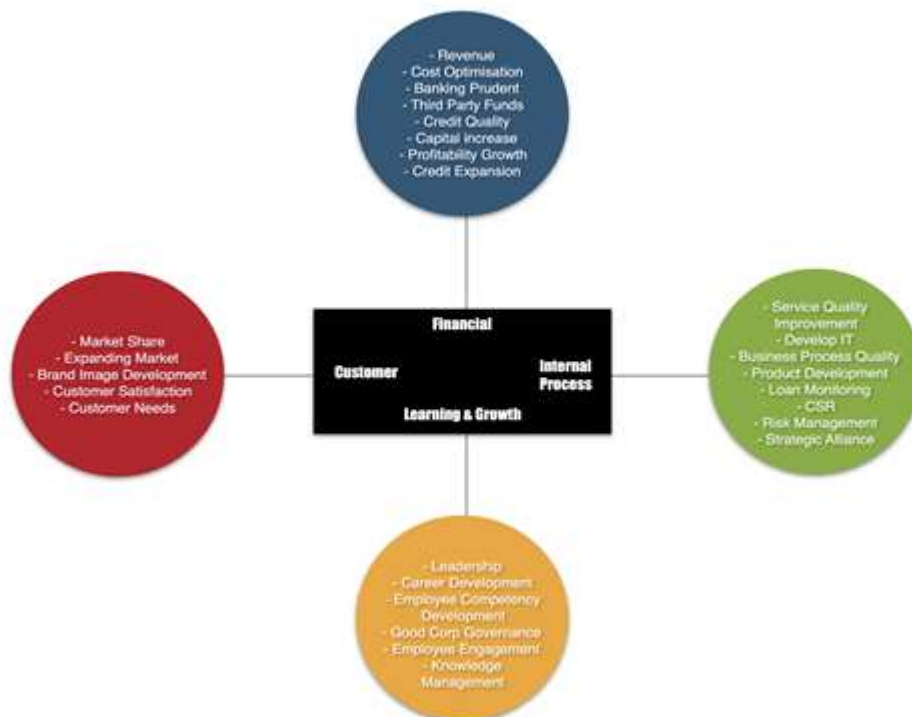 - Revenue
- Cost Optimisation
- Banking Prudent
- Third Party Funds
- Credit Quality
- Capital increase
- Profitability Growth
- Credit Expansion
Financial
Customer
Internal
Process
Learning & Growth
- Market Share
- Expanding Market
- Brand Image Development
- Customer Satisfaction
- Customer Needs
- Service Quality
Improvement
- Develop IT
- Business Process Quality
- Product Development
- Loan Monitoring
- CSR
- Risk Management
- Strategic Alliance
- Leadership
- Career Development
- Employee Competency
Development
- Good Corp Governance
- Employee Engagement
- Knowledge
Management